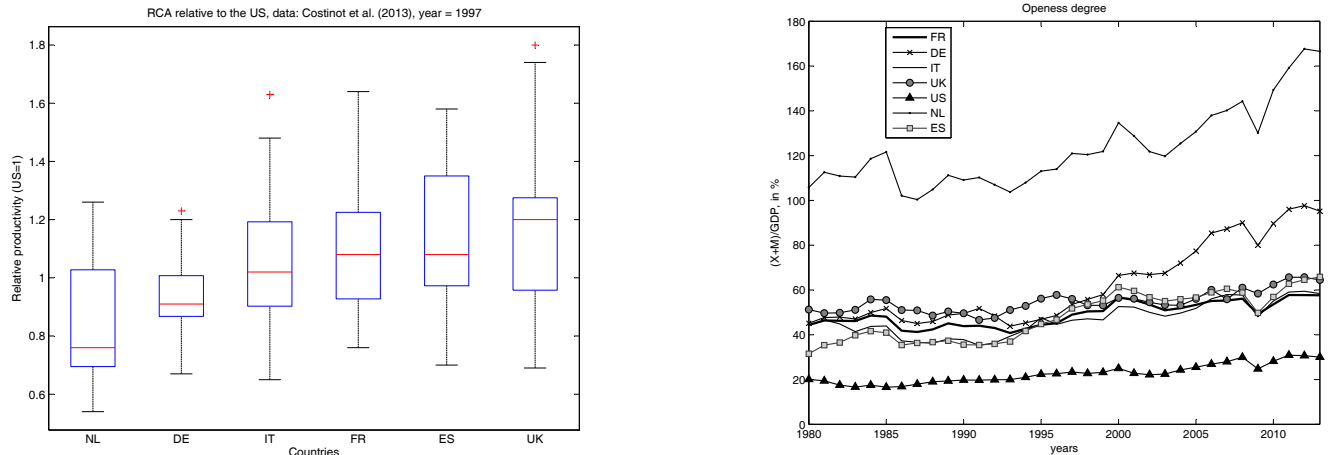 RCA relative to the US, data: Costinot et al. (2013), year = 1997
Relative productivity (US=1)
1.8
1.6
1.4
1.2
1
0.8
0.6
NL DE IT FR ES UK
Countries
Openess degree
(X+M)/GDP, in %
180
160
140
120
100
80
60
40
20
0
FR
DE
IT
UK
US
NL
ES
1980 1985 1990 1995 2000 2005 2010
years